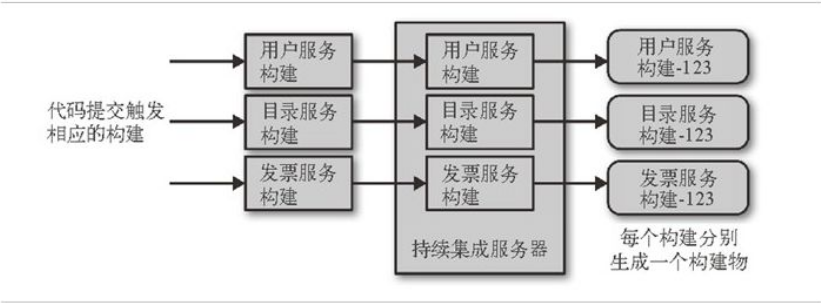 代码提交触发
相应的构建
用户服务
构建
目录服务
构建
发票服务
构建
用户服务
构建
目录服务
构建
发票服务
构建
持续集成服务器
用户服务
构建-123
目录服务
构建-123
发票服务
构建-123
每个构建分别
生成一个构建物